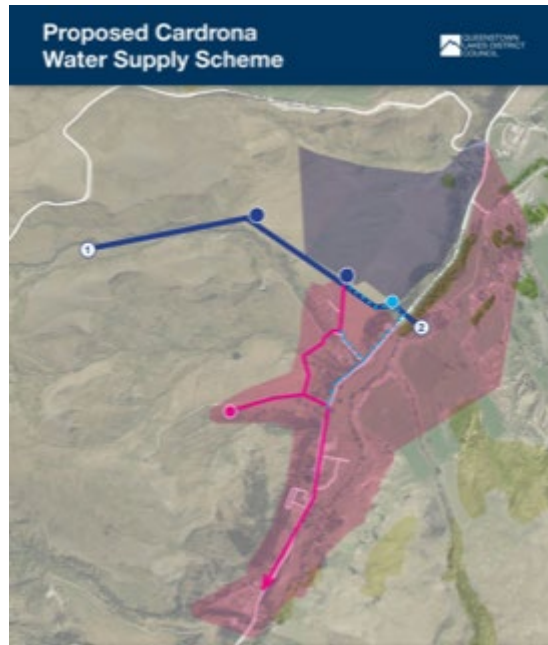 Proposed Cardrona
Water Supply Scheme
QUEENSTOWN
LAKES DISTRICT
COUNCIL
1
2